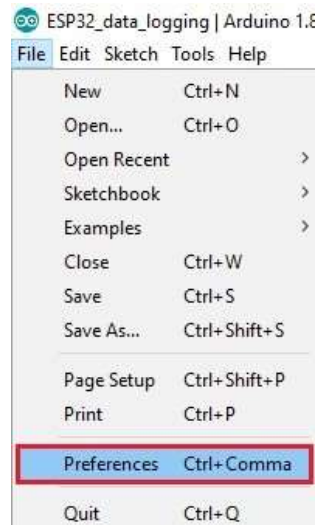 ESP32_data_logging | Arduino 1.8
File Edit Sketch Tools Help
New Ctrl+N
Open... Ctrl+O
Open Recent >
Sketchbook >
Examples >
Close Ctrl+W
Save Ctrl+S
Save As... Ctrl+Shift+S
Page Setup Ctrl+Shift+P
Print Ctrl+P
Preferences Ctrl+Comma
Quit Ctrl+Q